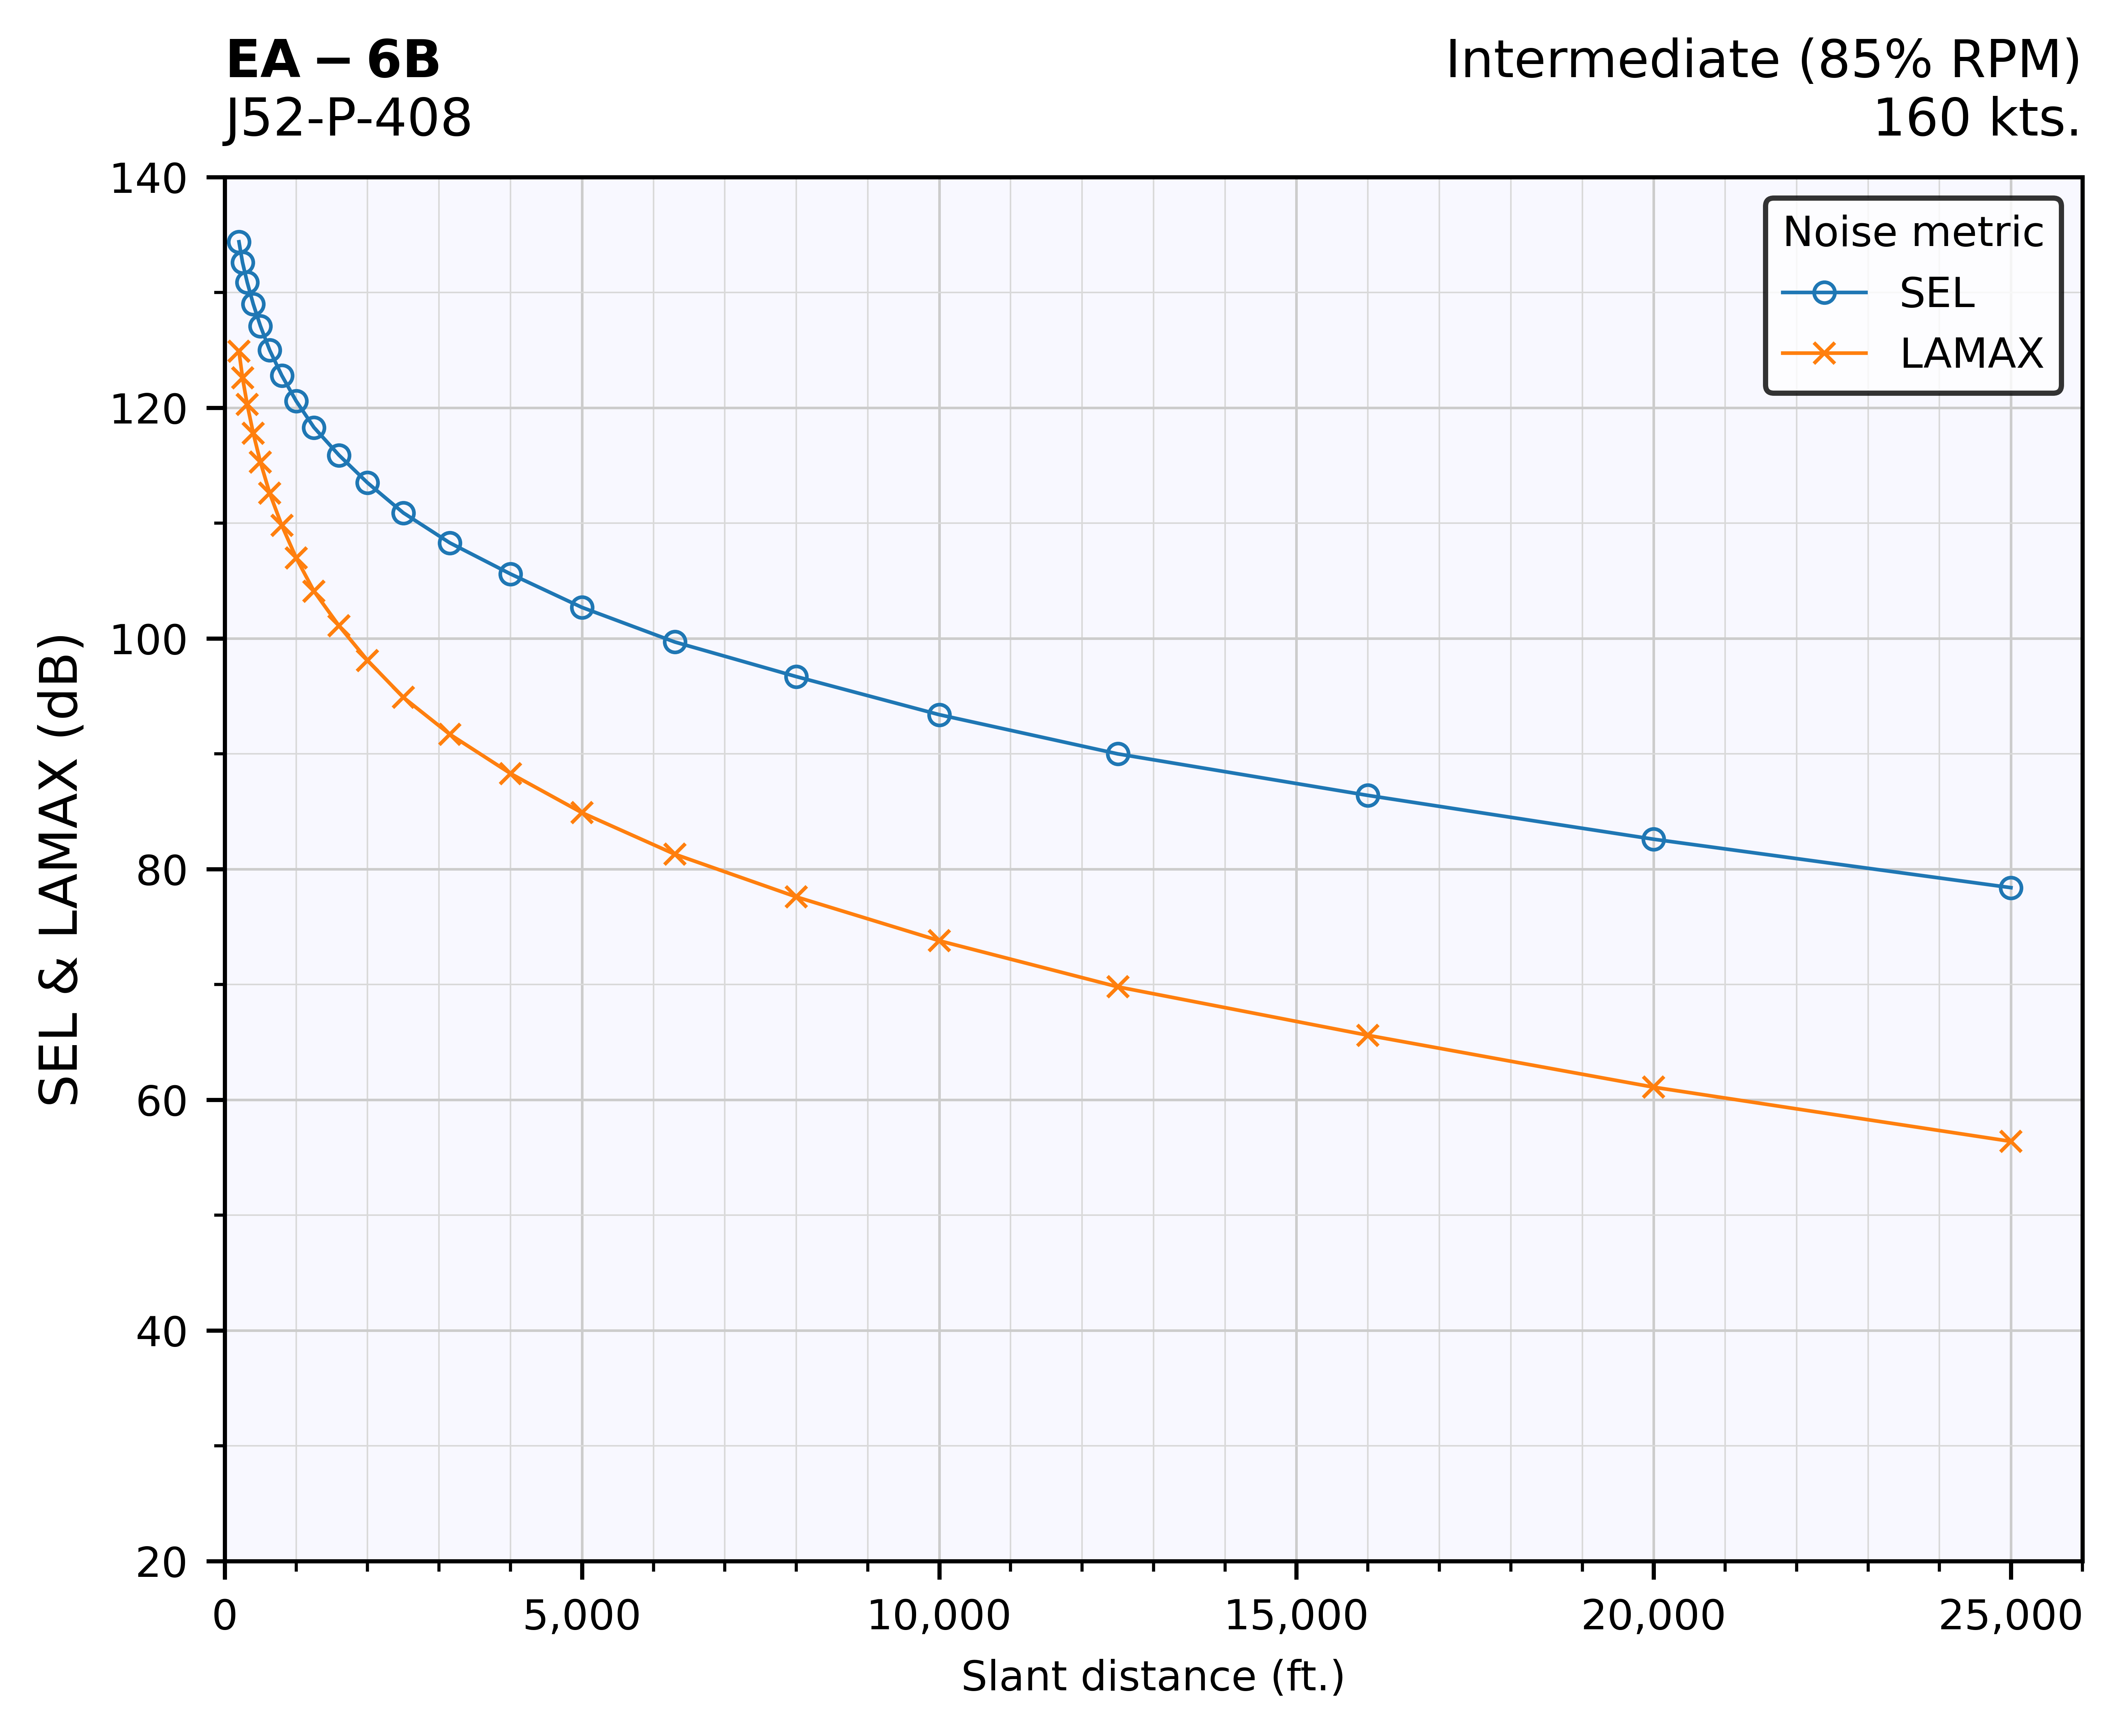 EA − 6B
J52-P-408
Intermediate (85% RPM)
160 kts.
Noise metric
SEL
LAMAX
SEL & LAMAX (dB)
140
120
100
80
60
40
20
0
5,000
10,000
15,000
20,000
25,000
Slant distance (ft.)